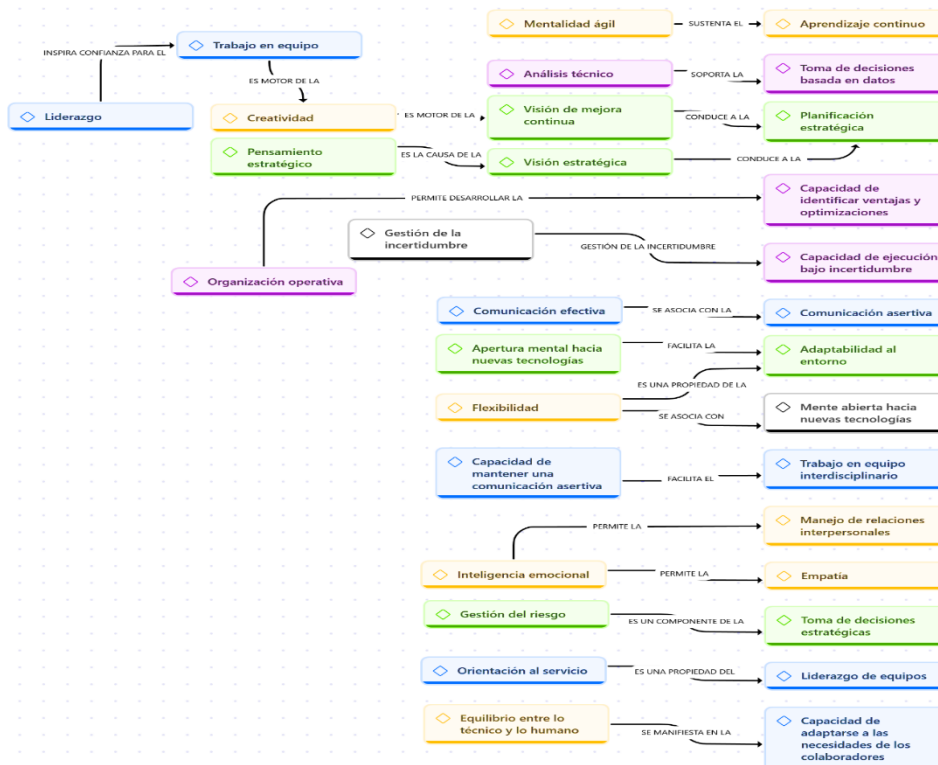 Mentalidad ágil
SUSTENTA EL
Aprendizaje continuo
INSPIRA CONFIANZA PARA EL
Trabajo en equipo
ES MOTOR DE LA
Análisis técnico
SOPORTA LA
Toma de decisiones
basada en datos
Liderazgo
Creatividad
ES MOTOR DE LA
Visión de mejora
continua
CONDUCE A LA
Planificación
estratégica
Pensamiento
estratégico
ES LA CAUSA DE LA
Visión estratégica
CONDUCE A LA
PERMITE DESARROLLAR LA
Capacidad de
identificar ventajas y
optimizaciones
Gestión de la
incertidumbre
GESTIÓN DE LA INCERTIDUMBRE
Capacidad de ejecución
bajo incertidumbre
Organización operativa
Comunicación efectiva
SE ASOCIA CON LA
Comunicación asertiva
Apertura mental hacia
nuevas tecnologías
FACILITA LA
Adaptabilidad al
entorno
ES UNA PROPIEDAD DE LA
Flexibilidad
SE ASOCIA CON
Mente abierta hacia
nuevas tecnologías
Capacidad de
mantener una
comunicación asertiva
FACILITA EL
Trabajo en equipo
interdisciplinario
PERMITE LA
Manejo de relaciones
interpersonales
Inteligencia emocional
PERMITE LA
Empatía
Gestión del riesgo
ES UN COMPONENTE DE LA
Toma de decisiones
estratégicas
Orientación al servicio
ES UNA PROPIEDAD DEL
Liderazgo de equipos
Equilibrio entre lo
técnico y lo humano
SE MANIFIESTA EN LA
Capacidad de
adaptarse a las
necesidades de los
colaboradores